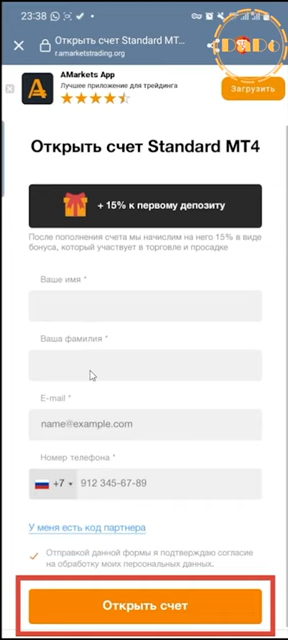 23:38
Открыть счет Standard MT4...
r.amarketstrading.org
DaDo
AMarkets App
Лучшее приложение для трейдинга
Загрузить
Открыть счет Standard MT4
+ 15% к первому депозиту
После пополнения счета мы начислим на него 15% в виде
бонуса, который участвует в торговле и просадке
Ваше имя *
Ваша фамилия *
E-mail *
name@example.com
Номер телефона *
+7 912 345-67-89
У меня есть код партнера
Отправкой данной формы я подтверждаю согласие
на обработку моих персональных данных.
Открыть счет